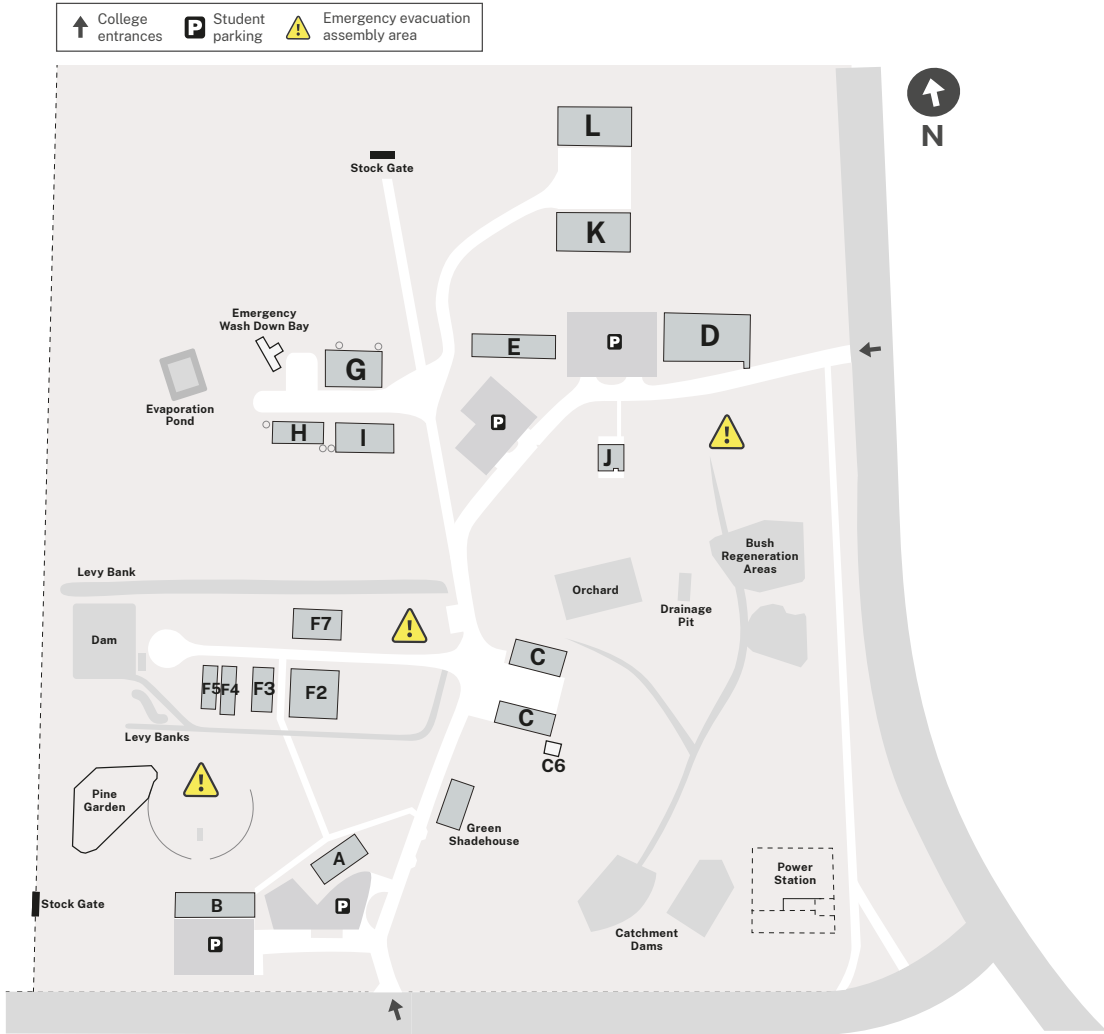 College
entrances
P
Student
parking
!
Emergency evacuation
assembly area
N
L
Stock Gate
K
Emergency
Wash Down Bay
E
P
D
G
Evaporation
Pond
P
H
I
!
J
Levy Bank
Bush
Regeneration
Areas
Orchard
Drainage
Pit
F7
!
Dam
C
F5
F4
F3
F2
C
Levy Banks
C6
!
Pine
Garden
Green
Shadehouse
A
Power
Station
Stock Gate
B
P
Catchment
Dams
P